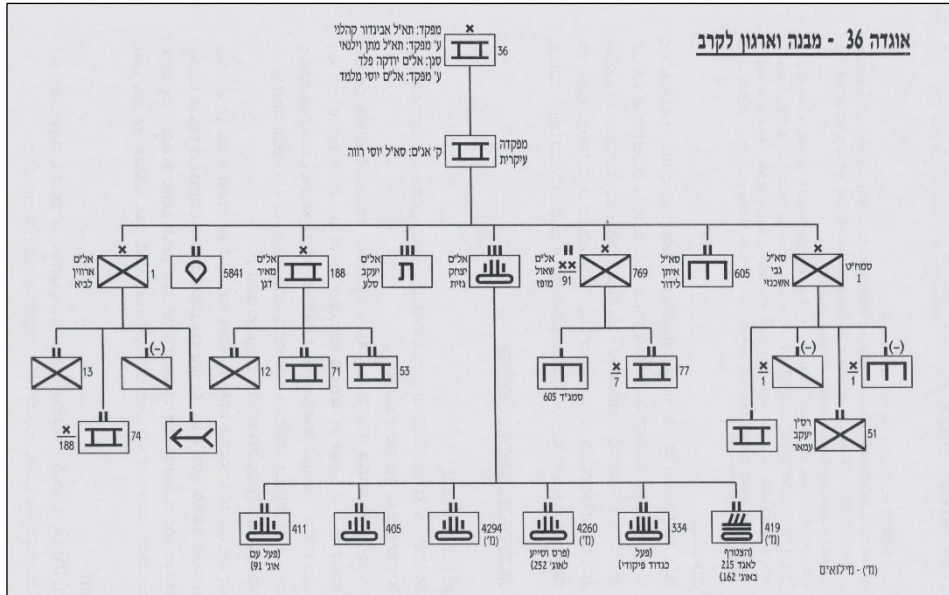 אוגדה 36 - מבנה וארגון לקרב
מפקד: תא"ל אביגדור קהלני
ע' מפקד: תא"ל מתן וילנאי
סגן: אל"ם יודקה פלד
ע' מפקד: אל"ם יוסי מלמד
36
מפקדה
עיקרית
ק' אג"ם: סא"ל יוסי רווה
סמח"ט
1
סא"ל
גבי
אשכנזי
605
סא"ל
איתן
לידור
769
אל"ם
שאול
מופז
91
אל"ם
יצחק
גזית
אל"ם
יעקב
סלע
188
אל"ם
מאיר
דגן
5841
1
אל"ם
ארווין
לביא
(-)
1
(-)
1
77
7
סמג"ד 605
53
71
12
(-)
13
51
רס"ן
יעקב
עמאר
74
188
419
(מ')
(הצטרף
לאגד 215
באוג' 162)
334
(פעל
כגדוד פיקודי)
4260
(מ')
(פרס וסייע
לאוג' 252)
4294
(מ')
405
411
(פעל עם
אוג' 91)
(מ') - מילואים